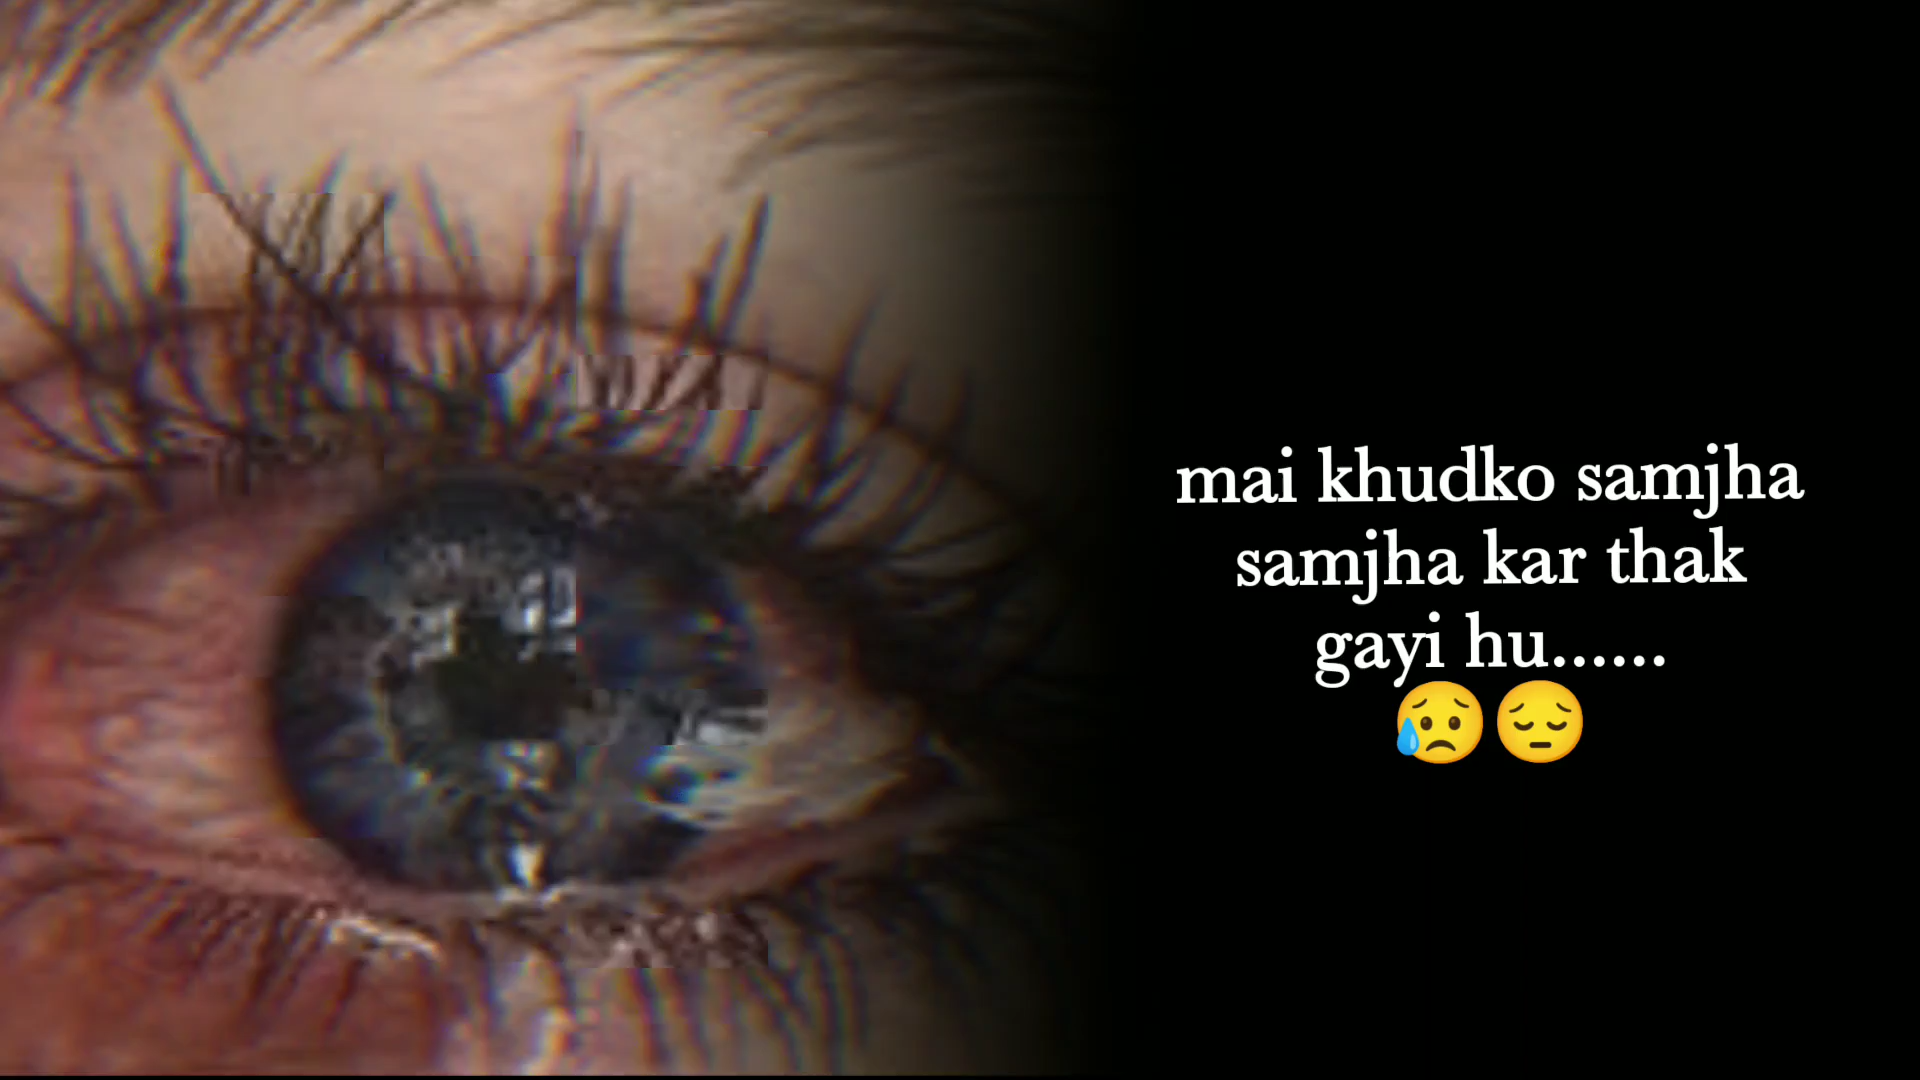 mai khudko samjha
samjha kar thak
gayi hu......
😥😔